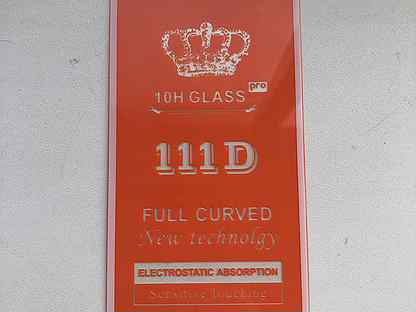 10H GLASS pro
111D
FULL CURVED
New technolgy
ELECTROSTATIC ABSORPTION
Sensitive Touching